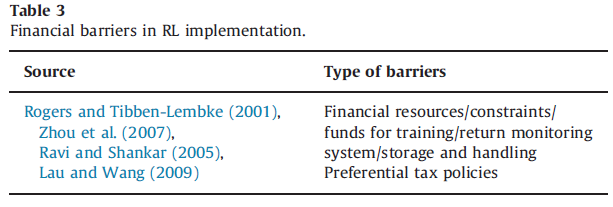 Table 3
Financial barriers in RL implementation.
Source Type of barriers
Rogers and Tibben-Lembke (2001), Financial resources/constraints/
Zhou et al. (2007), funds for training/return monitoring
Ravi and Shankar (2005), system/storage and handling
Lau and Wang (2009) Preferential tax policies